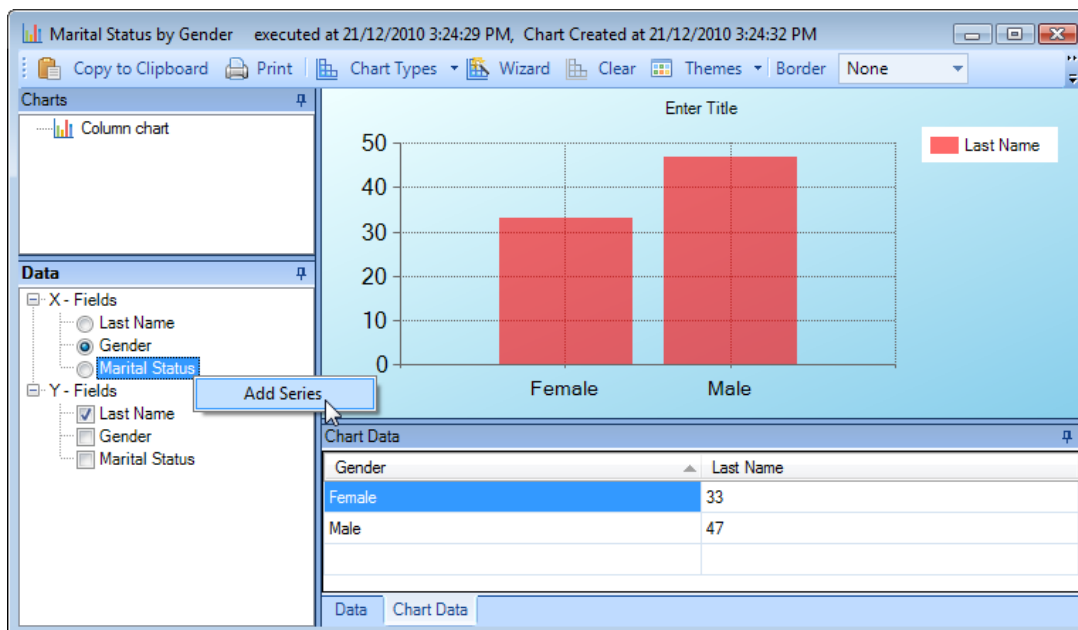 Marital Status by Gender    executed at 21/12/2010 3:24:29 PM,  Chart Created at 21/12/2010 3:24:32 PM
Copy to Clipboard Print Chart Types Wizard Clear Themes Border None
Charts
Column chart
Data
X - Fields
Last Name
Gender
Marital Status
Add Series
Y - Fields
Last Name
Gender
Marital Status
Enter Title
Last Name
50
40
30
20
10
0
Female Male
Chart Data
Gender Last Name
Female 33
Male 47
Data Chart Data